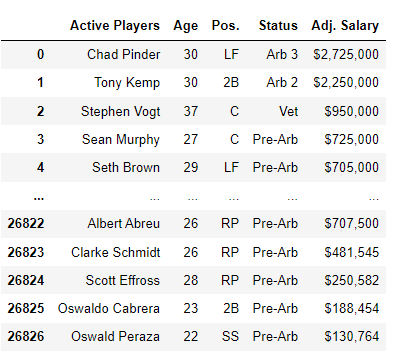 Active Players Age Pos. Status Adj. Salary
0 Chad Pinder 30 LF Arb 3 $2,725,000
1 Tony Kemp 30 2B Arb 2 $2,250,000
2 Stephen Vogt 37 C Vet $950,000
3 Sean Murphy 27 C Pre-Arb $725,000
4 Seth Brown 29 LF Pre-Arb $705,000
... ... ... ... ... ...
26822 Albert Abreu 26 RP Pre-Arb $707,500
26823 Clarke Schmidt 26 RP Pre-Arb $481,545
26824 Scott Effross 28 RP Pre-Arb $250,582
26825 Oswaldo Cabrera 23 2B Pre-Arb $188,454
26826 Oswald Peraza 22 SS Pre-Arb $130,764